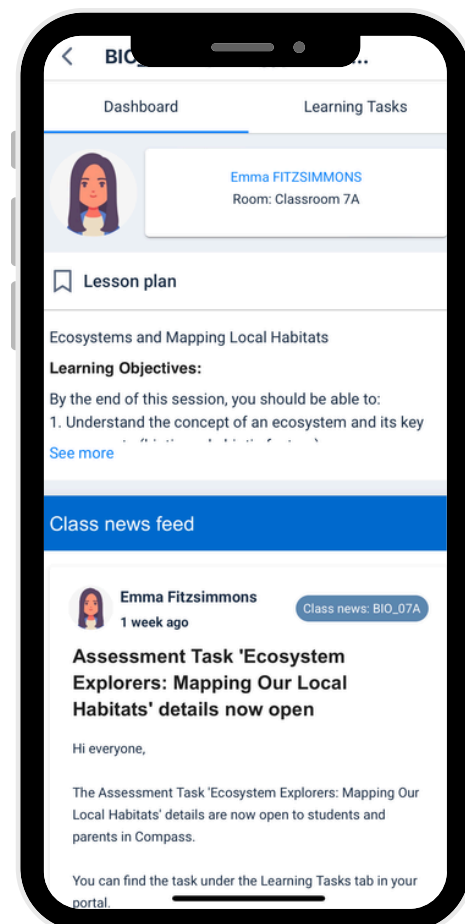 BIO_ ...
Dashboard
Learning Tasks
Emma FITZSIMMONS
Room: Classroom 7A
Lesson plan
Ecosystems and Mapping Local Habitats
Learning Objectives:
By the end of this session, you should be able to:
1. Understand the concept of an ecosystem and its key
See more
Class news feed
Emma Fitzsimmons
Class news: BIO_07A
1 week ago
Assessment Task 'Ecosystem
Explorers: Mapping Our Local
Habitats' details now open
Hi everyone,
The Assessment Task 'Ecosystem Explorers: Mapping Our
Local Habitats' details are now open to students and
parents in Compass.
You can find the task under the Learning Tasks tab in your
portal.